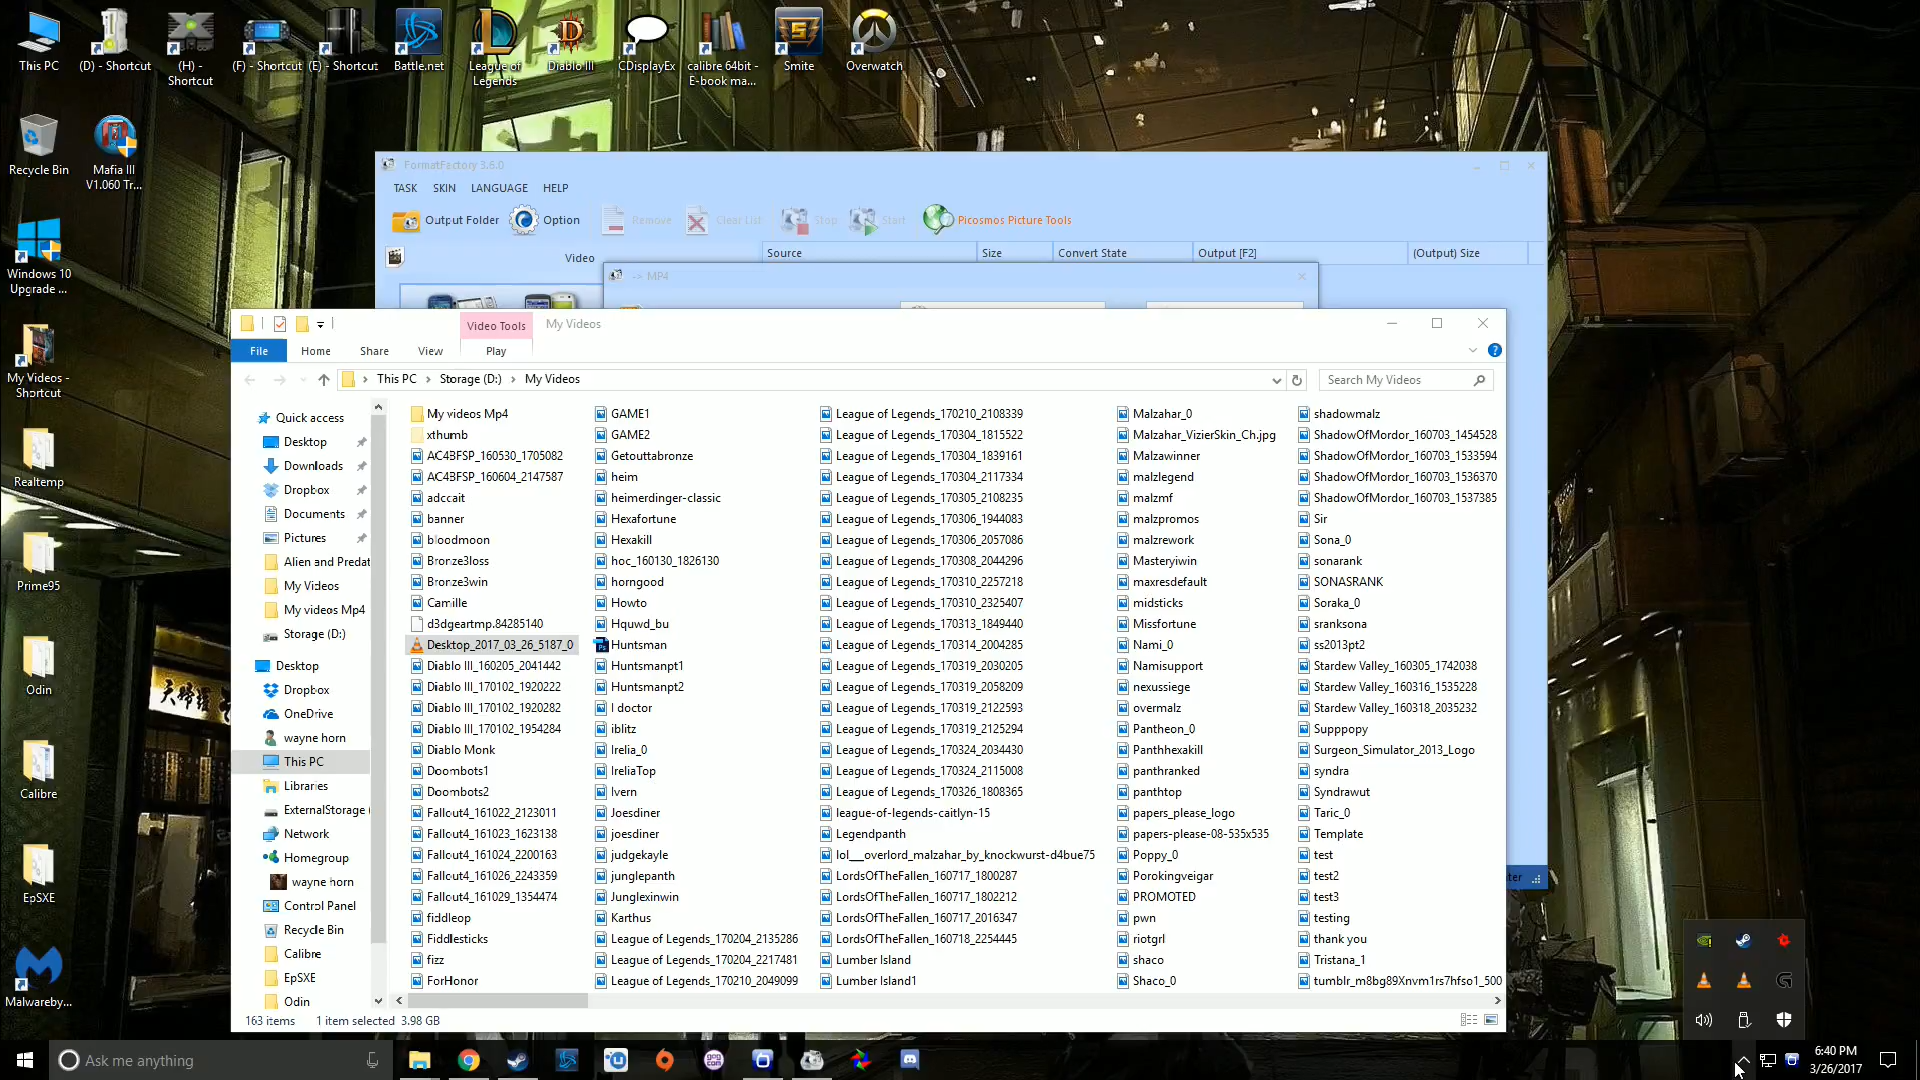 This PC
(D) - Shortcut
(H) -
Shortcut
(F) - Shortcut
(E) - Shortcut
Battle.net
League of
Legends
Diablo III
CDisplayEx
calibre 64bit -
E-book ma...
Smite
Overwatch
Recycle Bin
Mafia III
V1.060 Tr...
Windows 10
Upgrade ...
My Videos -
Shortcut
Realtemp
Prime95
Odin
Calibre
EpSXE
Malwareby...
FormatFactory 3.6.0
TASK SKIN LANGUAGE HELP
Output Folder Option Remove Clear List Stop Start Picosmos Picture Tools
Video Source Size Convert State Output [F2] (Output) Size
-> MP4
Video Tools My Videos
File Home Share View Play
This PC > Storage (D:) > My Videos
Search My Videos
Quick access
Desktop
Downloads
Dropbox
Documents
Pictures
Alien and Predat
My Videos
My videos Mp4
Storage (D:)
Desktop
Dropbox
OneDrive
wayne horn
This PC
Libraries
ExternalStorage (
Network
Homegroup
wayne horn
Control Panel
Recycle Bin
Calibre
EpSXE
Odin
My videos Mp4
xthumb
AC4BFSP_160530_1705082
AC4BFSP_160604_2147587
adccait
banner
bloodmoon
Bronze3loss
Bronze3win
Camille
d3dgeartmp.84285140
Desktop_2017_03_26_5187_0
Diablo III_160205_2041442
Diablo III_170102_1920222
Diablo III_170102_1920282
Diablo III_170102_1954284
Diablo Monk
Doombots1
Doombots2
Fallout4_161022_2123011
Fallout4_161023_1623138
Fallout4_161024_2200163
Fallout4_161026_2243359
Fallout4_161029_1354474
fiddleop
Fiddlesticks
fizz
ForHonor
GAME1
GAME2
Getouttabronze
heim
heimerdinger-classic
Hexafortune
Hexakill
hoc_160130_1826130
horngood
Howto
Hquwd_bu
Huntsman
Huntsmanpt1
Huntsmanpt2
I doctor
iblitz
Irelia_0
IreliaTop
Ivern
Joesdiner
joesdiner
judgekayle
junglepanth
Junglexinwin
Karthus
League of Legends_170204_2135286
League of Legends_170204_2217481
League of Legends_170210_2049099
League of Legends_170210_2108339
League of Legends_170304_1815522
League of Legends_170304_1839161
League of Legends_170304_2117334
League of Legends_170305_2108235
League of Legends_170306_1944083
League of Legends_170306_2057086
League of Legends_170308_2044296
League of Legends_170310_2257218
League of Legends_170310_2325407
League of Legends_170313_1849440
League of Legends_170314_2004285
League of Legends_170319_2030205
League of Legends_170319_2058209
League of Legends_170319_2122593
League of Legends_170319_2125294
League of Legends_170324_2034430
League of Legends_170324_2115008
League of Legends_170326_1808365
league-of-legends-caitlyn-15
Legendpanth
lol__overlord_malzahar_by_knockwurst-d4bue75
LordsOfTheFallen_160717_1800287
LordsOfTheFallen_160717_1802212
LordsOfTheFallen_160717_2016347
LordsOfTheFallen_160718_2254445
Lumber Island
Lumber Island1
Malzahar_0
Malzahar_VizierSkin_Ch.jpg
Malzawinner
malzlegend
malzmf
malzpromos
malzrework
Masteryiwin
maxresdefault
midsticks
Missfortune
Nami_0
Namisupport
nexussiege
overmalz
Pantheon_0
Panthhexakill
panthranked
panthtop
papers_please_logo
papers-please-08-535x535
Poppy_0
Porokingveigar
PROMOTED
pwn
riotgrl
shaco
Shaco_0
shadowmalz
ShadowOfMordor_160703_1454528
ShadowOfMordor_160703_1533594
ShadowOfMordor_160703_1536370
ShadowOfMordor_160703_1537385
Sir
Sona_0
sonarank
SONASRANK
Soraka_0
sranksona
ss2013pt2
Stardew Valley_160305_1742038
Stardew Valley_160316_1535228
Stardew Valley_160318_2035232
Supppopy
Surgeon_Simulator_2013_Logo
syndra
Syndrawut
Taric_0
Template
test
test2
test3
testing
thank you
Tristana_1
tumblr_m8bg89Xnvm1rs7hfso1_500
163 items 1 item selected 3.98 GB
Ask me anything
6:40 PM
3/26/2017